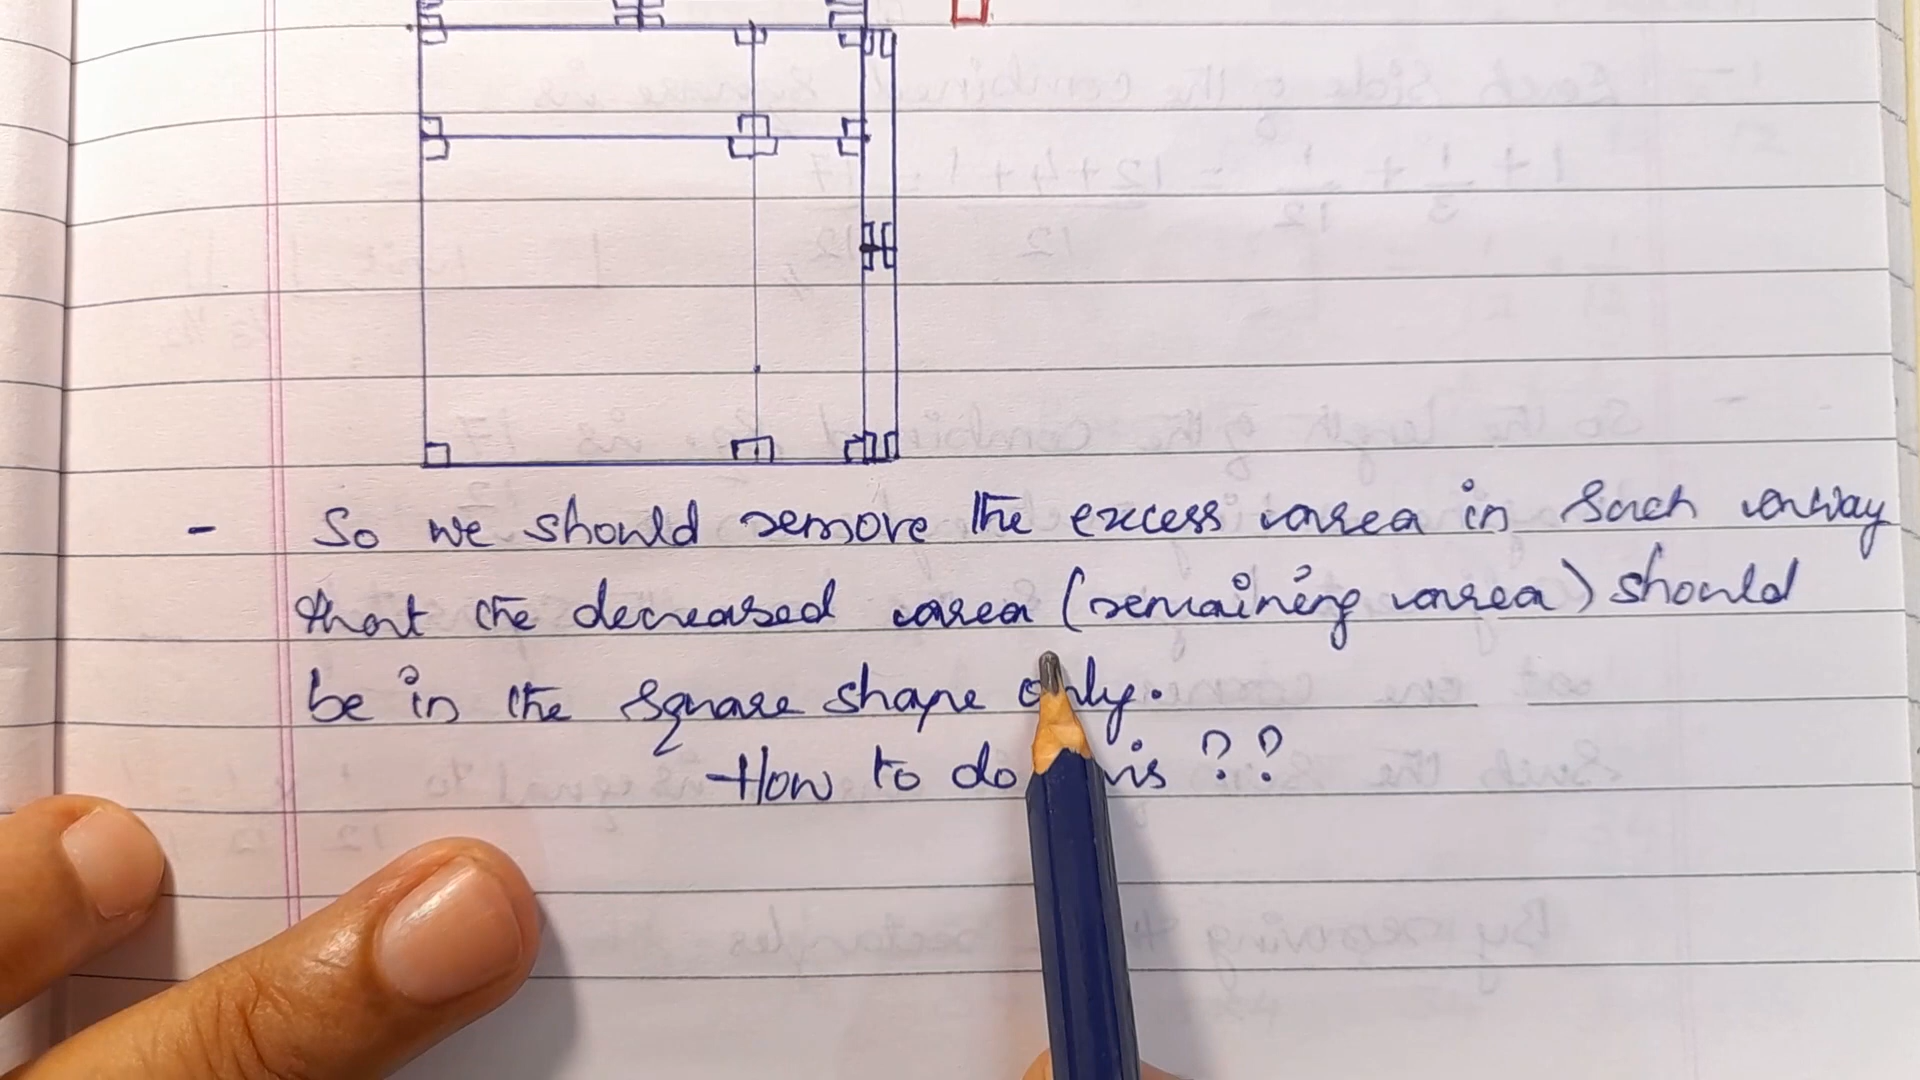 - So we should remove the excess area in such a way
that the decreased area (remaining area) should
be in the square shape only.
How to do this ??